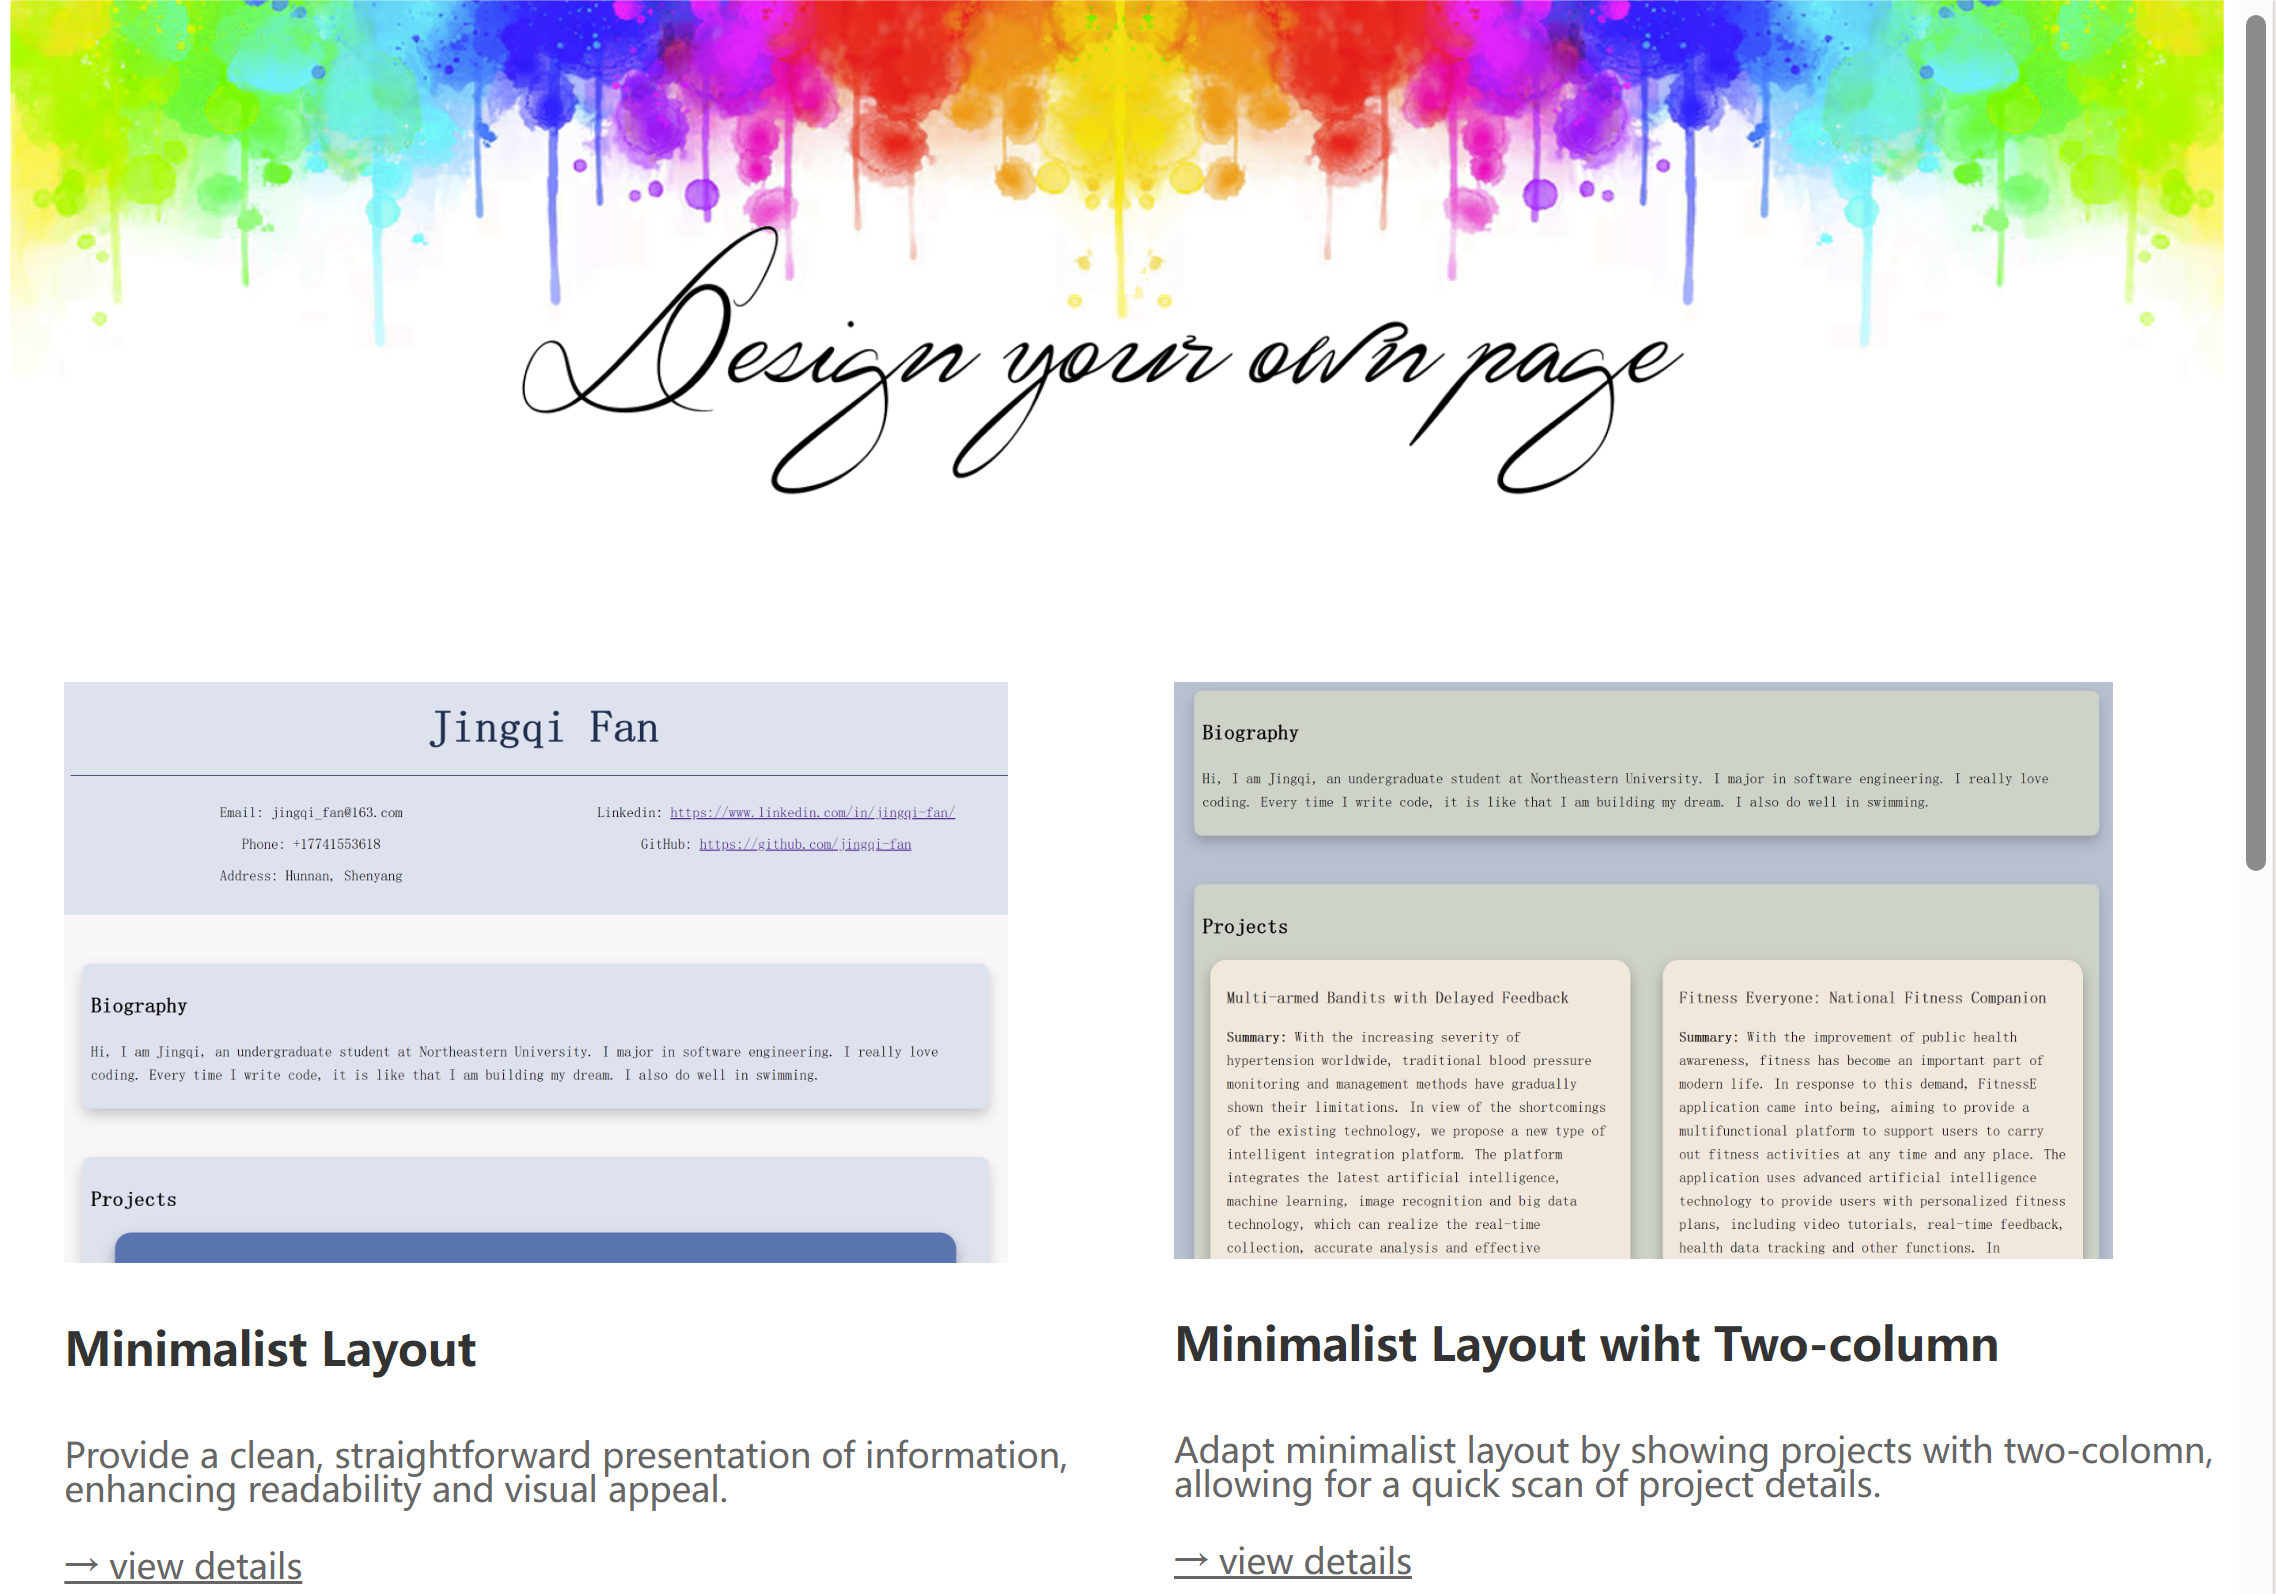 Design your own page
Jingqi Fan
Email: jingqi_fan@163.com
Phone: +17741553618
Address: Hunnan, Shenyang
Linkedin: https://www.linkedin.com/in/jingqi-fan/
GitHub: https://github.com/jingqi-fan
Biography
Hi, I am Jingqi, an undergraduate student at Northeastern University. I major in software engineering. I really love
coding. Every time I write code, it is like that I am building my dream. I also do well in swimming.
Projects
Minimalist Layout
Provide a clean, straightforward presentation of information,
enhancing readability and visual appeal.
→ view details
Biography
Hi, I am Jingqi, an undergraduate student at Northeastern University. I major in software engineering. I really love
coding. Every time I write code, it is like that I am building my dream. I also do well in swimming.
Projects
Multi-armed Bandits with Delayed Feedback
Summary: With the increasing severity of
hypertension worldwide, traditional blood pressure
monitoring and management methods have gradually
shown their limitations. In view of the shortcomings
of the existing technology, we propose a new type of
intelligent integration platform. The platform
integrates the latest artificial intelligence,
machine learning, image recognition and big data
technology, which can realize the real-time
collection, accurate analysis and effective
Fitness Everyone: National Fitness Companion
Summary: With the improvement of public health
awareness, fitness has become an important part of
modern life. In response to this demand, FitnessE
application came into being, aiming to provide a
multifunctional platform to support users to carry
out fitness activities at any time and any place. The
application uses advanced artificial intelligence
technology to provide users with personalized fitness
plans, including video tutorials, real-time feedback,
health data tracking and other functions. In
Minimalist Layout wiht Two-column
Adapt minimalist layout by showing projects with two-colomn,
allowing for a quick scan of project details.
→ view details